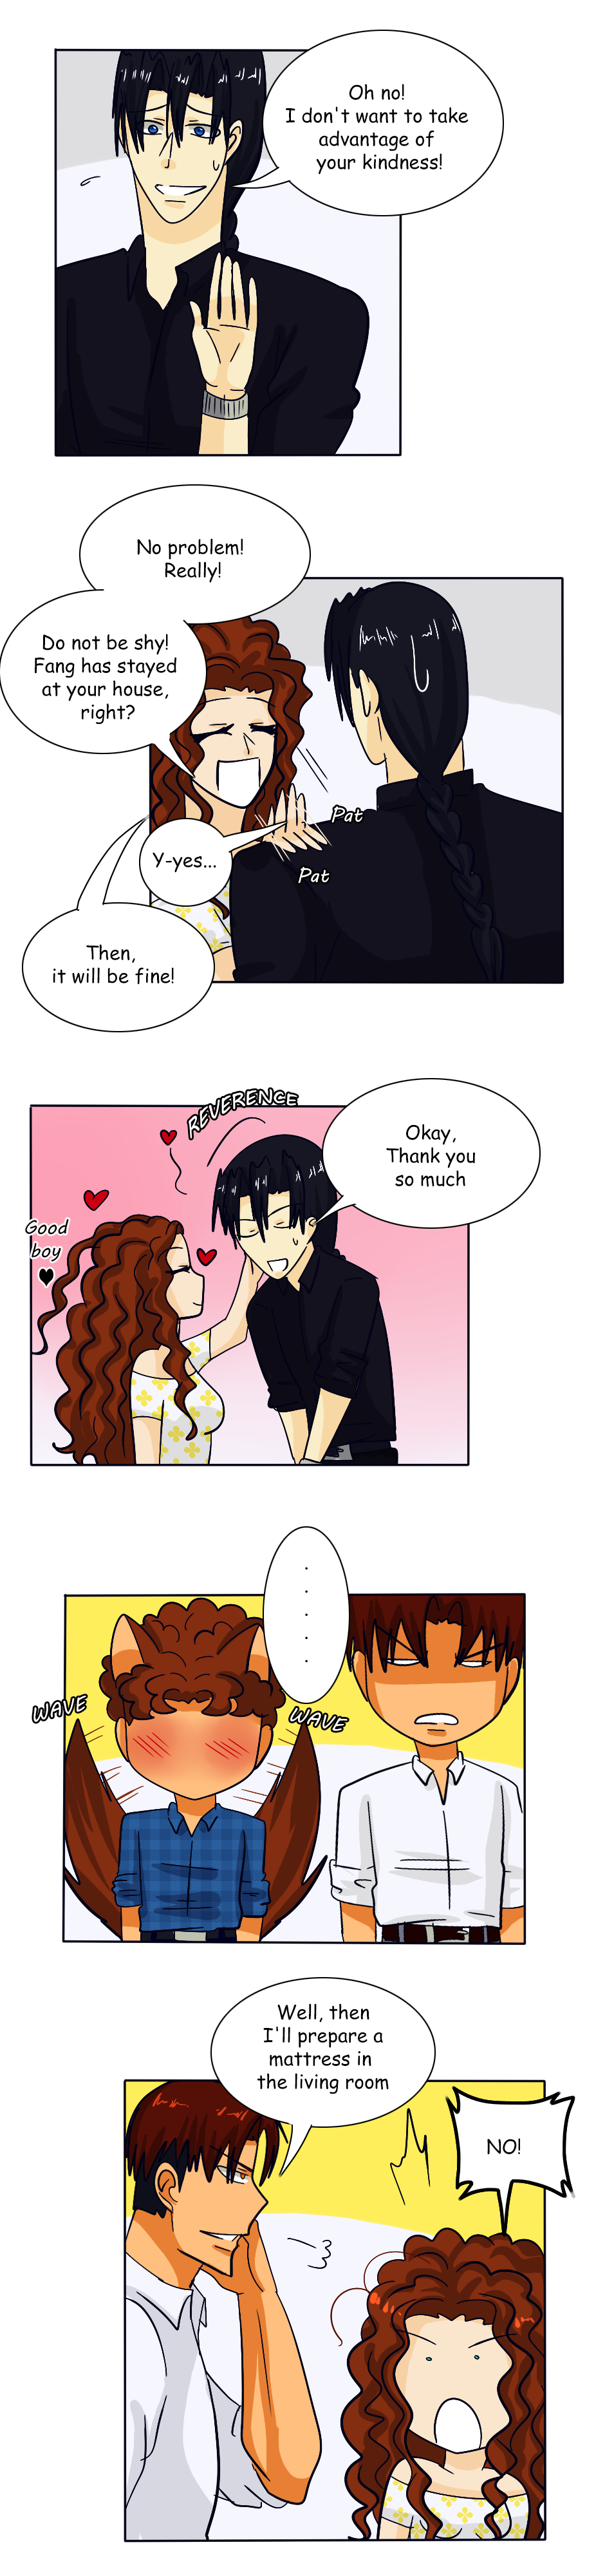 Oh no!
I don't want to take
advantage of
your kindness!
No problem!
Really!
Do not be shy!
Fang has stayed
at your house,
right?
Pat
Y-yes...
Pat
Then,
it will be fine!
REVERENCE
Okay,
Thank you
so much
Good
boy
.
.
.
.
.
WAVE
WAVE
Well, then
I'll prepare a
mattress in
the living room
NO!